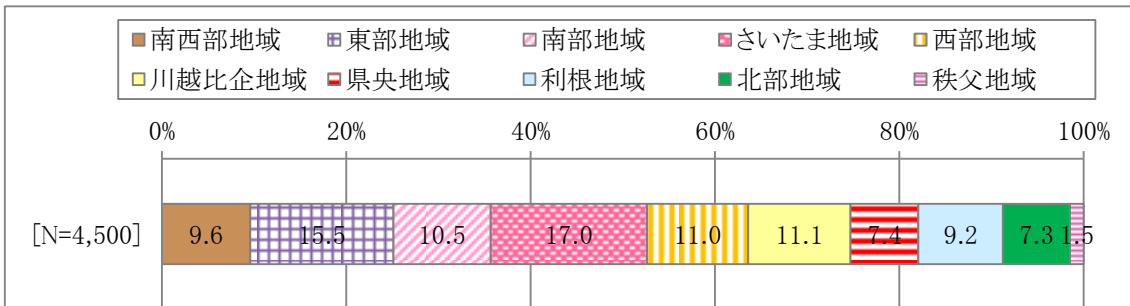 南西部地域 東部地域 南部地域 さいたま地域 西部地域
川越比企地域 県央地域 利根地域 北部地域 秩父地域
0% 20% 40% 60% 80% 100%
[N=4,500] 9.6 15.5 10.5 17.0 11.0 11.1 7.4 9.2 7.3 1.5